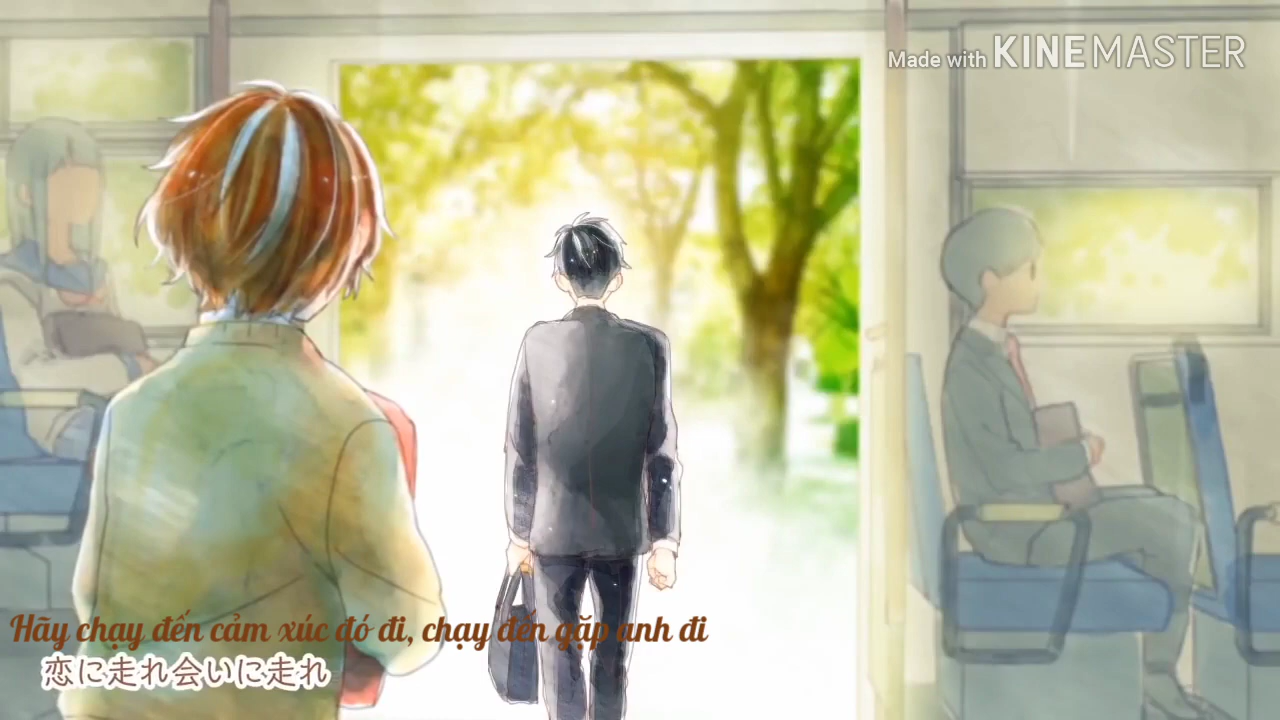 Made with KINEMASTER
Hãy chạy đến cảm xúc đó đi, chạy đến gặp anh đi
恋に走れ会いに走れ